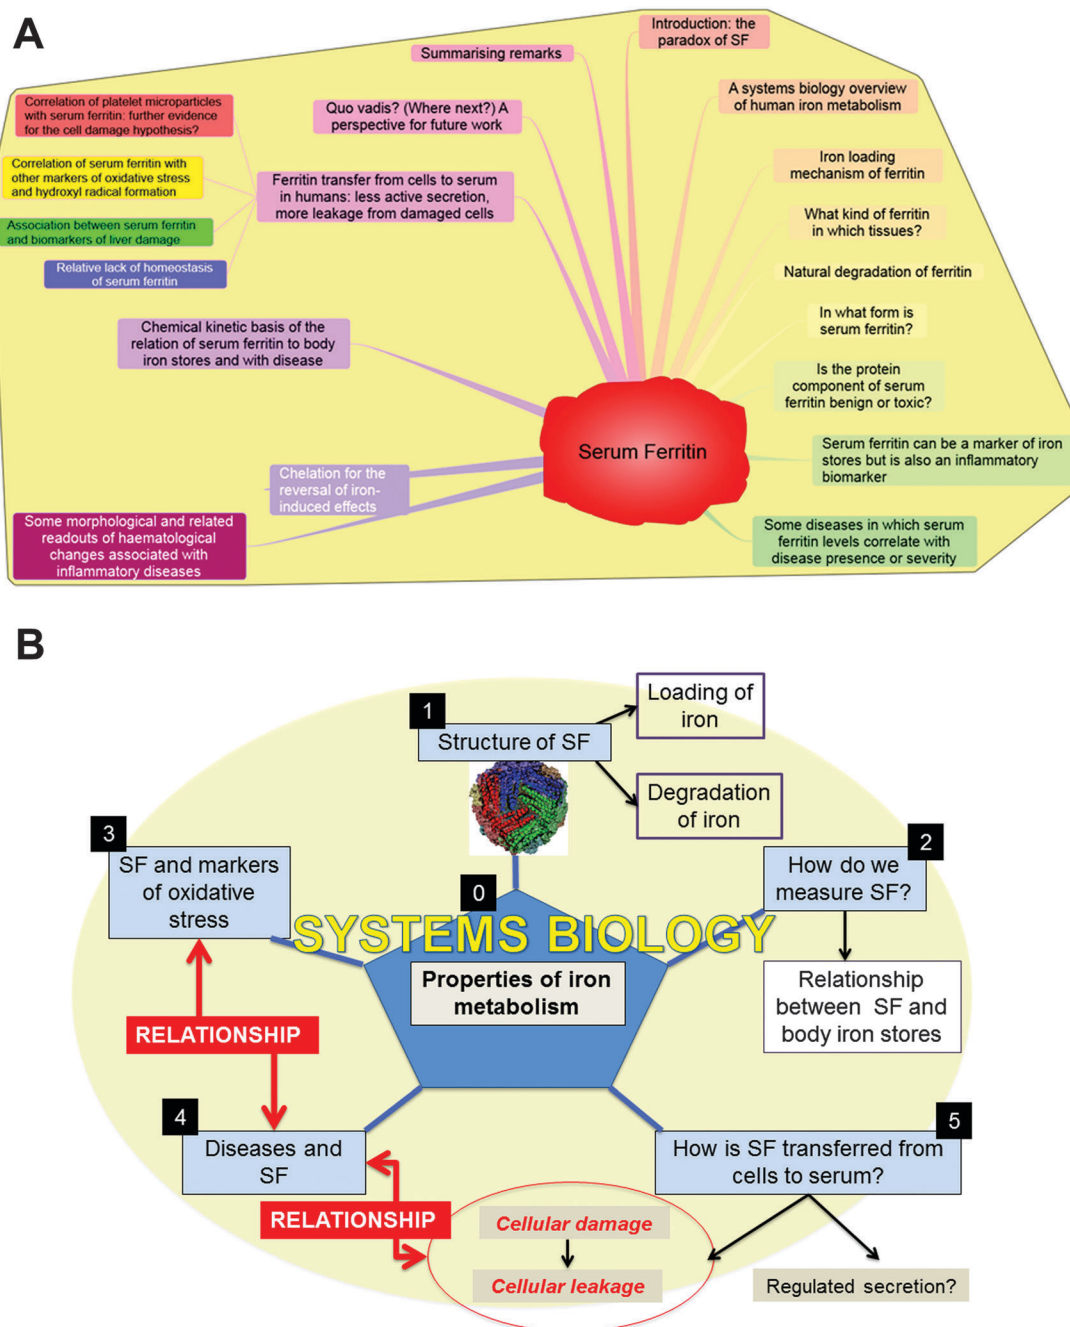 A
Introduction: the
paradox of SF
Summarising remarks
A systems biology overview
of human iron metabolism
Correlation of platelet microparticles
with serum ferritin: further evidence
for the cell damage hypothesis?
Quo vadis? (Where next?) A
perspective for future work
Iron loading
mechanism of ferritin
Correlation of serum ferritin with
other markers of oxidative stress
and hydroxyl radical formation
Ferritin transfer from cells to serum
in humans: less active secretion,
more leakage from damaged cells
What kind of ferritin
in which tissues?
Association between serum ferritin
and biomarkers of liver damage
Relative lack of homeostasis
of serum ferritin
Natural degradation of ferritin
In what form is
serum ferritin?
Chemical kinetic basis of the
relation of serum ferritin to body
iron stores and with disease
Is the protein
component of serum
ferritin benign or toxic?
Serum Ferritin
Serum ferritin can be a marker of iron
stores but is also an inflammatory
biomarker
Chelation for the
reversal of iron-
induced effects
Some morphological and related
readouts of haematological
changes associated with
inflammatory diseases
Some diseases in which serum
ferritin levels correlate with
disease presence or severity
B
1
Structure of SF
Loading of
iron
Degradation
of iron
3
SF and markers
of oxidative
stress
2
How do we
measure SF?
0
SYSTEMS BIOLOGY
Properties of iron
metabolism
Relationship
between SF and
body iron stores
RELATIONSHIP
4
Diseases and
SF
5
How is SF transferred from
cells to serum?
RELATIONSHIP
Cellular damage
Cellular leakage
Regulated secretion?